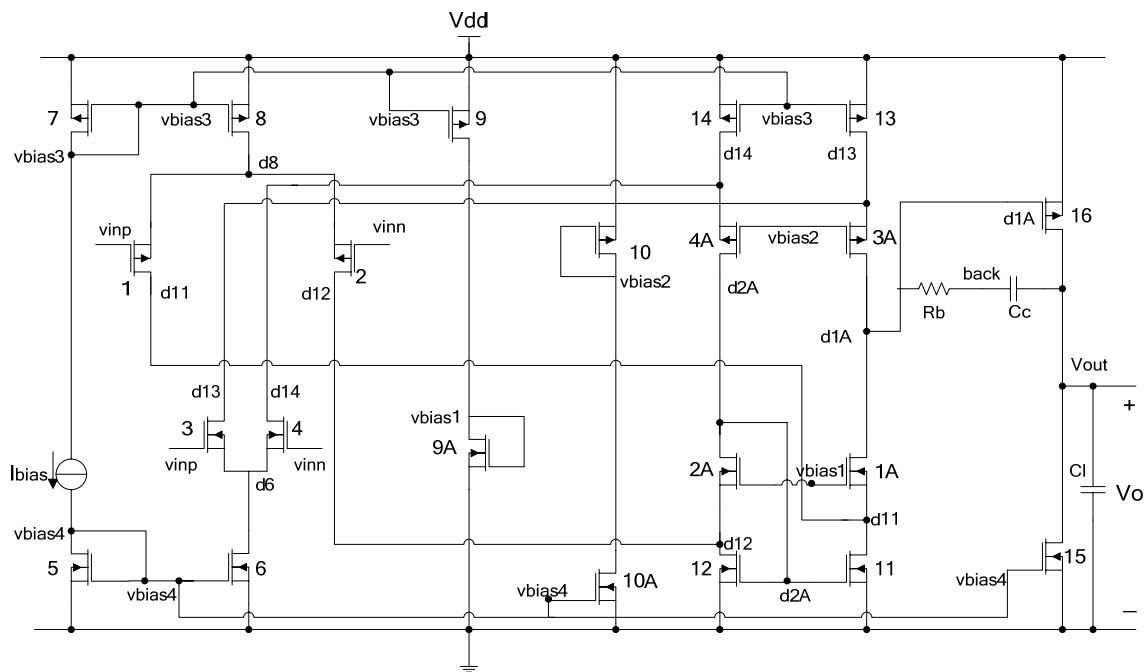 Vdd
7
vbias3
8
vbias3
9
14
vbias3
13
vbias3
d8
d14
d13
vinp
vinn
1
2
d11
d12
10
vbias2
4A
vbias2
3A
d2A
d1A
16
back
Rb
Cc
d1A
Vout
+
d13
d14
3
4
vinp
vinn
d6
vbias1
9A
2A
vbias1
1A
Ibias
Cl
Vo
vbias4
d11
d12
5
vbias4
6
vbias4
10A
12
d2A
11
vbias4
15
–